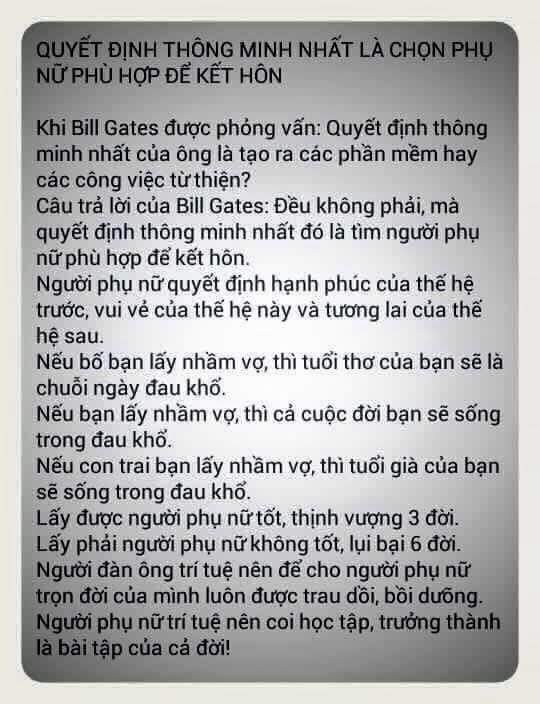 QUYẾT ĐỊNH THÔNG MINH NHẤT LÀ CHỌN PHỤ
NỮ PHÙ HỢP ĐỂ KẾT HÔN
Khi Bill Gates được phỏng vấn: Quyết định thông
minh nhất của ông là tạo ra các phần mềm hay
các công việc từ thiện?
Câu trả lời của Bill Gates: Đều không phải, mà
quyết định thông minh nhất đó là tìm người phụ
nữ phù hợp để kết hôn.
Người phụ nữ quyết định hạnh phúc của thế hệ
trước, vui vẻ của thế hệ này và tương lai của thế
hệ sau.
Nếu bố bạn lấy nhầm vợ, thì tuổi thơ của bạn sẽ là
chuỗi ngày đau khổ.
Nếu bạn lấy nhầm vợ, thì cả cuộc đời bạn sẽ sống
trong đau khổ.
Nếu con trai bạn lấy nhầm vợ, thì tuổi già của bạn
sẽ sống trong đau khổ.
Lấy được người phụ nữ tốt, thịnh vượng 3 đời.
Lấy phải người phụ nữ không tốt, lụi bại 6 đời.
Người đàn ông trí tuệ nên để cho người phụ nữ
trọn đời của mình luôn được trau dồi, bồi dưỡng.
Người phụ nữ trí tuệ nên coi học tập, trưởng thành
là bài tập của cả đời!